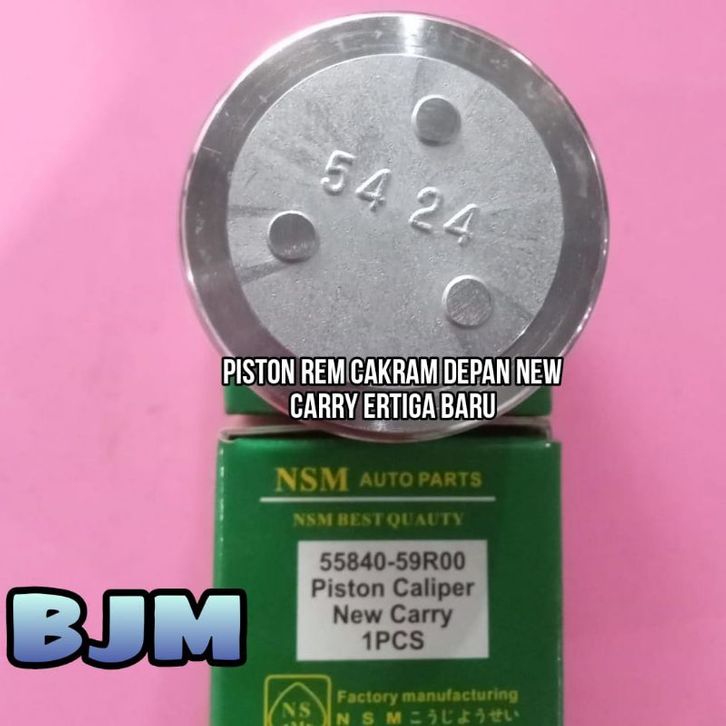 54 24
PISTON REM CAKRAM DEPAN NEW
CARRY ERTIGA BARU
NSM AUTO PARTS
NSM BEST QUAUTY
55840-59R00
Piston Caliper
New Carry
1PCS
BJM
N S
Factory manufacturing
N S M こうじようせい